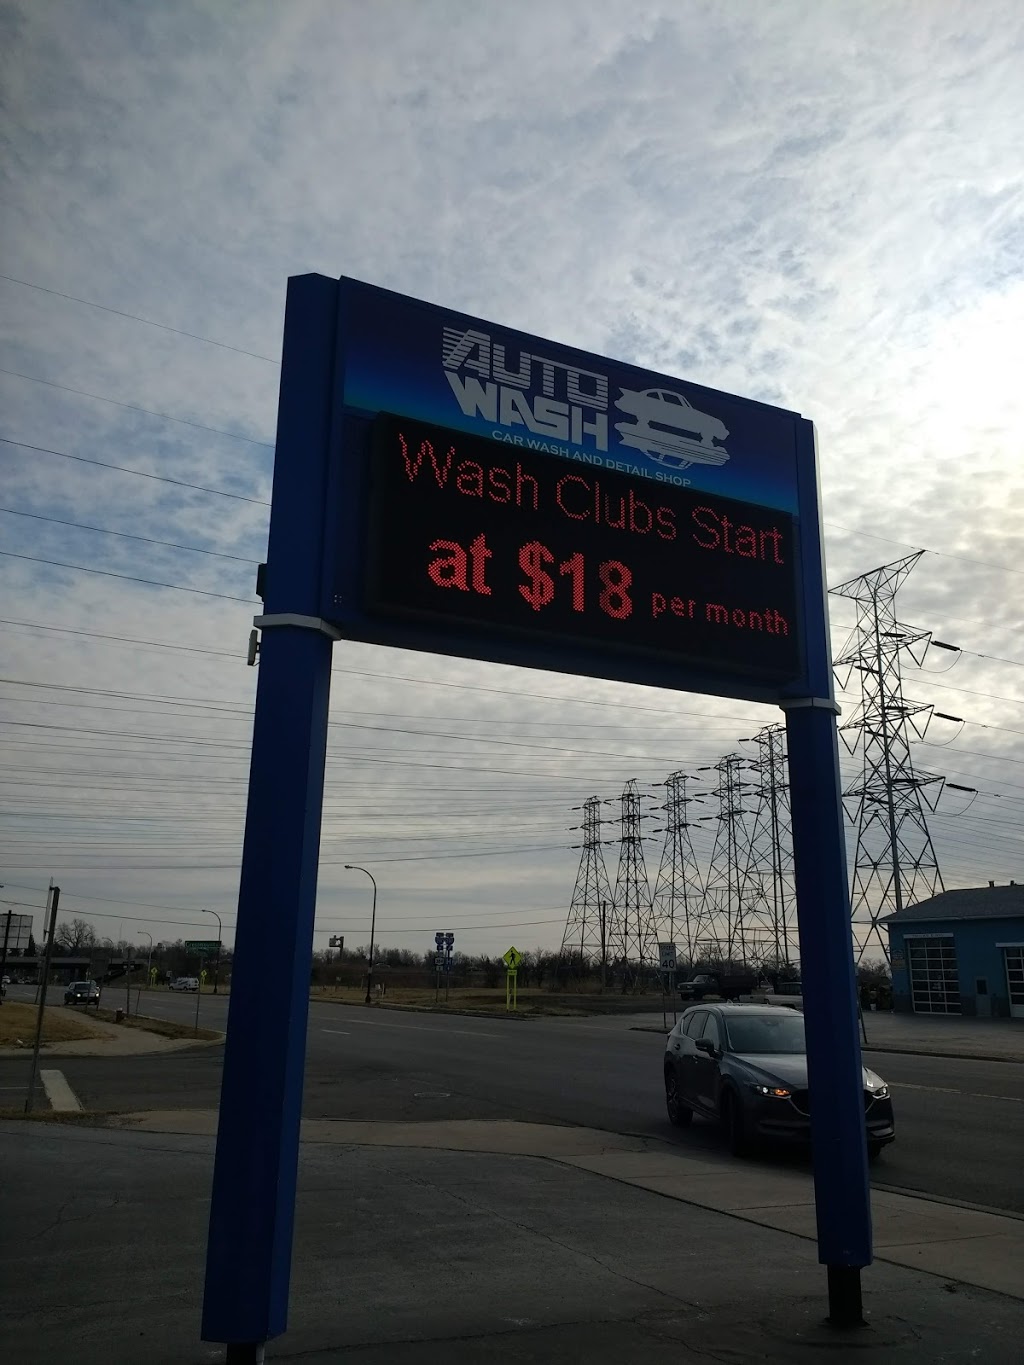 AUTO
WASH
CAR WASH AND DETAIL SHOP
Wash Clubs Start
at $18 per month
40